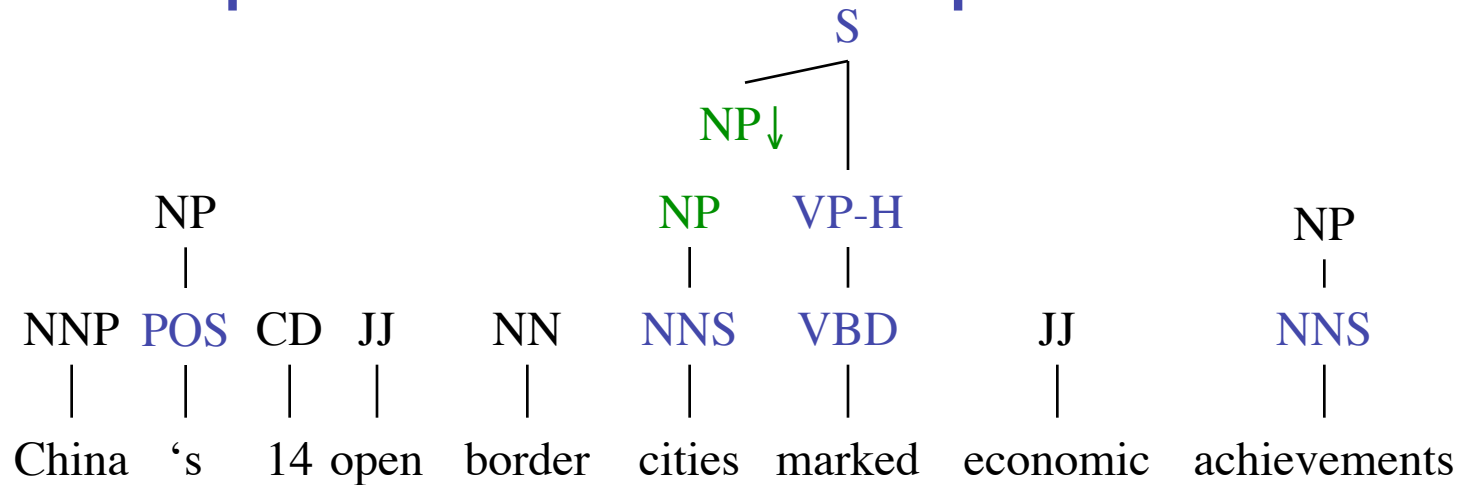 S
NP↓
NP NP VP-H NP
NNP POS CD JJ NN NNS VBD JJ NNS
China ‘s 14 open border cities marked economic achievements